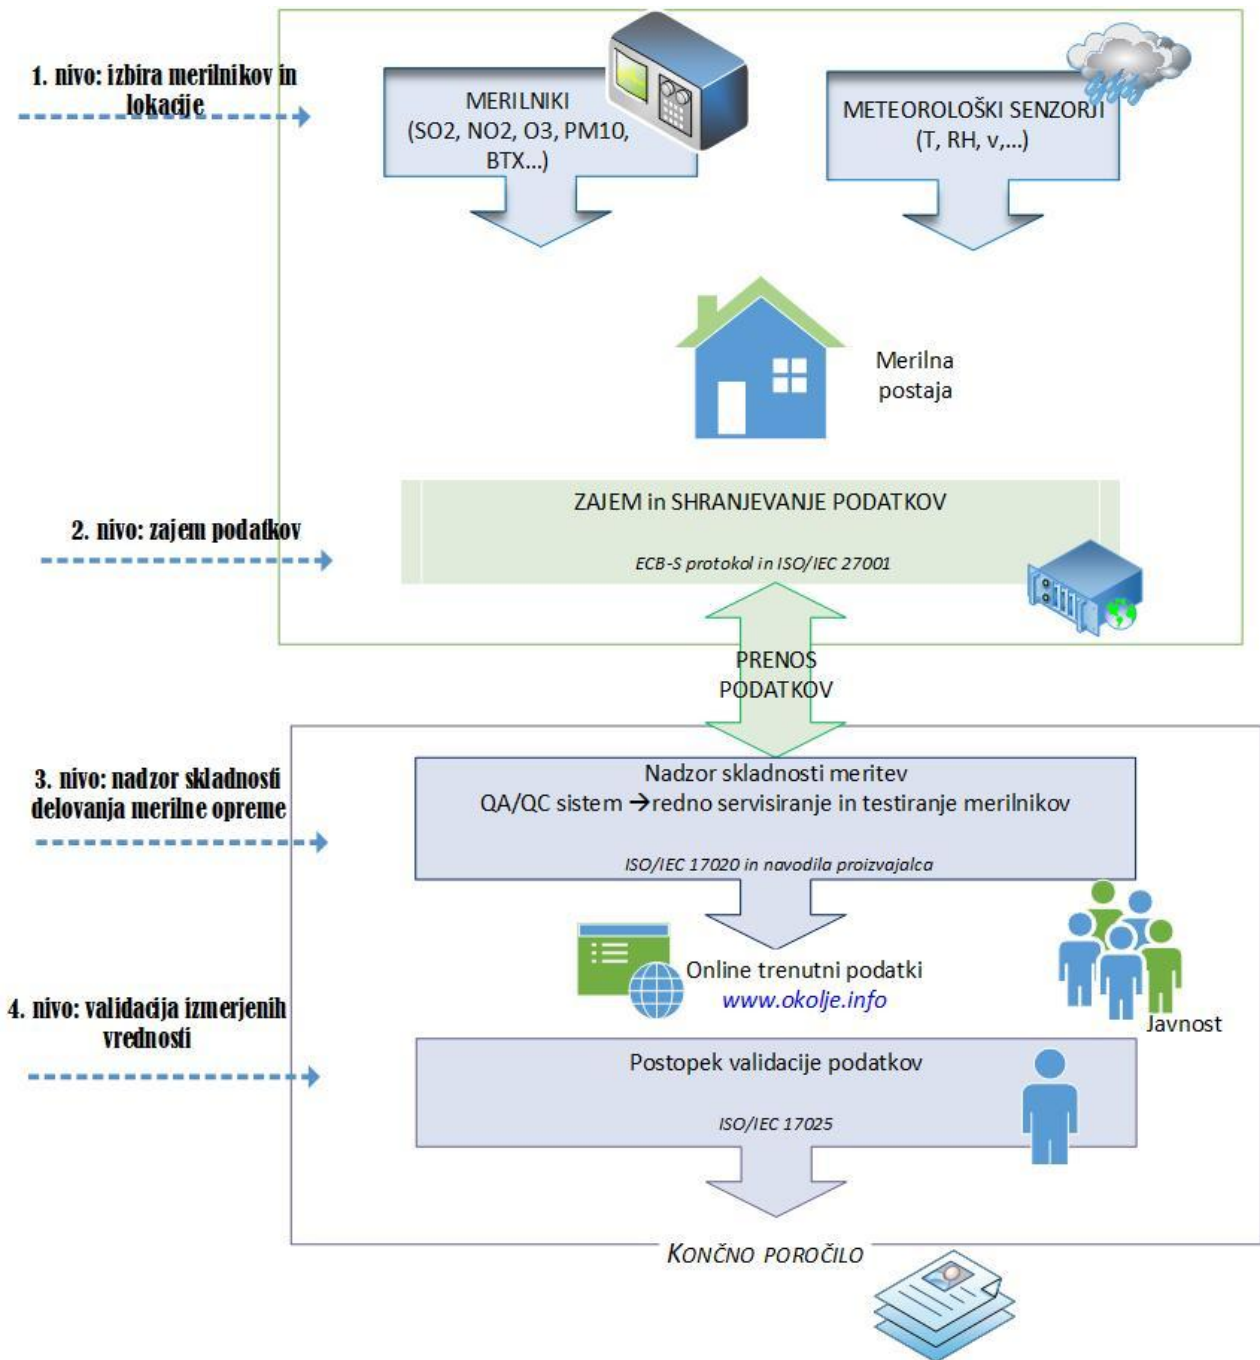 1. nivo: izbira merilnikov in
lokacije
MERILNIKI
(SO2, NO2, O3, PM10,
BTX...)
METEOROLOŠKI SENZORJI
(T, RH, v,...)
Merilna
postaja
2. nivo: zajem podatkov
ZAJEM in SHRANJEVANJE PODATKOV
ECB-S protokol in ISO/IEC 27001
PRENOS
PODATKOV
3. nivo: nadzor skladnosti
delovanja merilne opreme
Nadzor skladnosti meritev
QA/QC sistem →redno servisiranje in testiranje merilnikov
ISO/IEC 17020 in navodila proizvajalca
Online trenutni podatki
www.okolje.info
Javnost
4. nivo: validacija izmerjenih
vrednosti
Postopek validacije podatkov
ISO/IEC 17025
KONČNO POROČILO